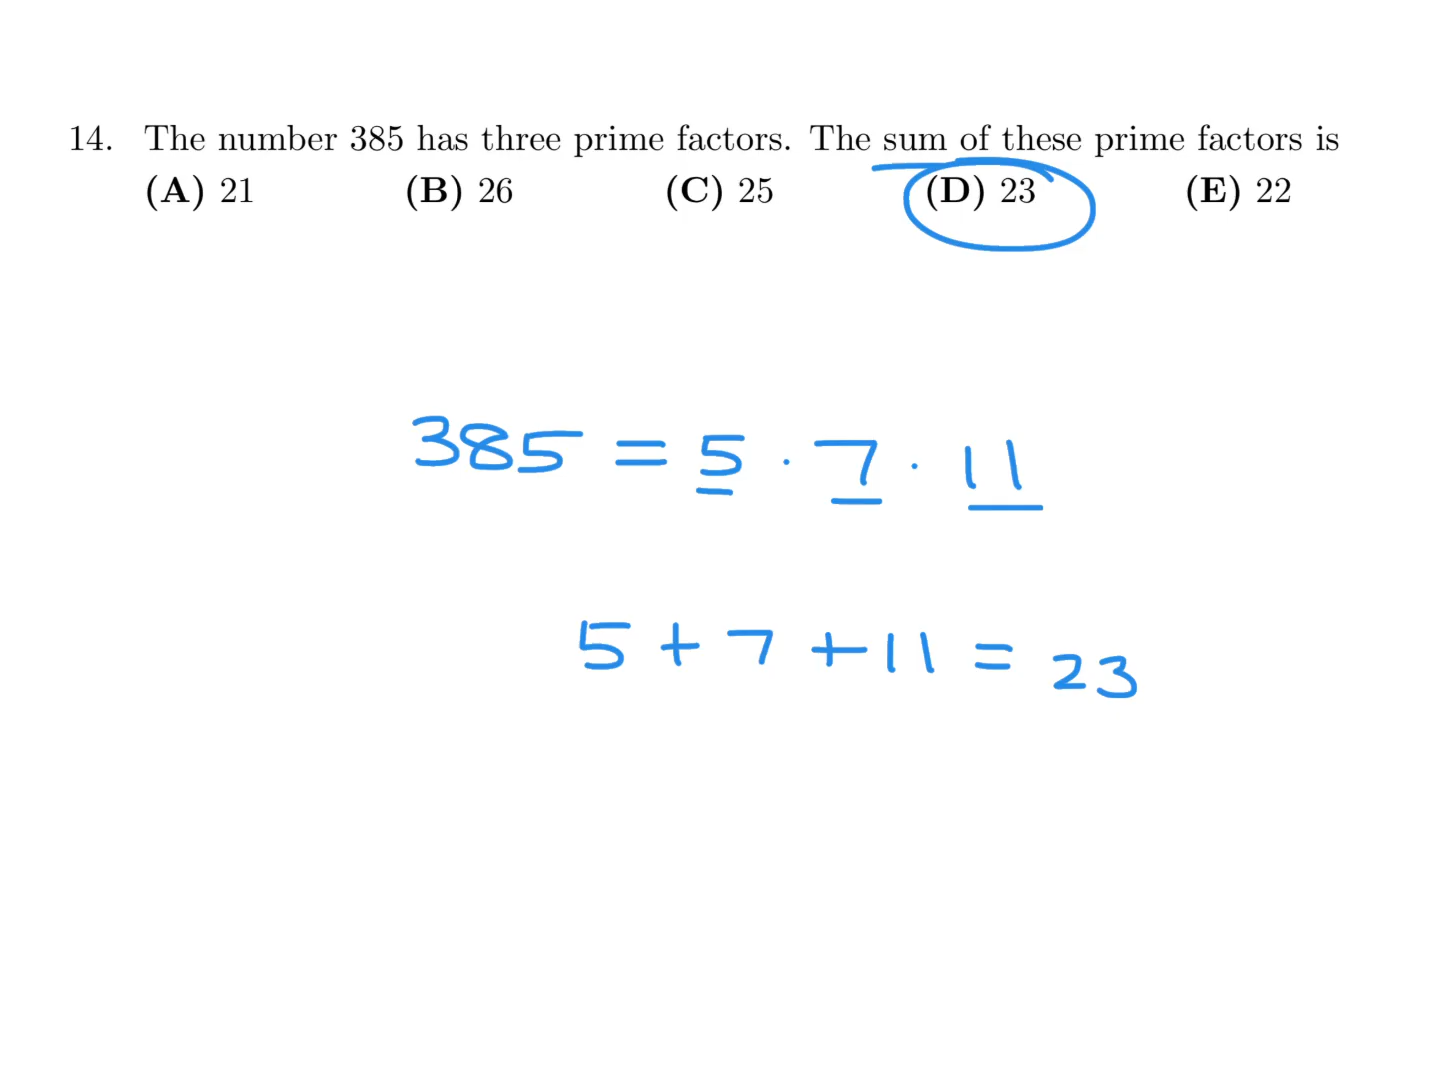 14. The number 385 has three prime factors. The sum of these prime factors is
(A) 21 (B) 26 (C) 25 (D) 23 (E) 22
385 = 5 · 7 · 11
5 + 7 + 11 = 23